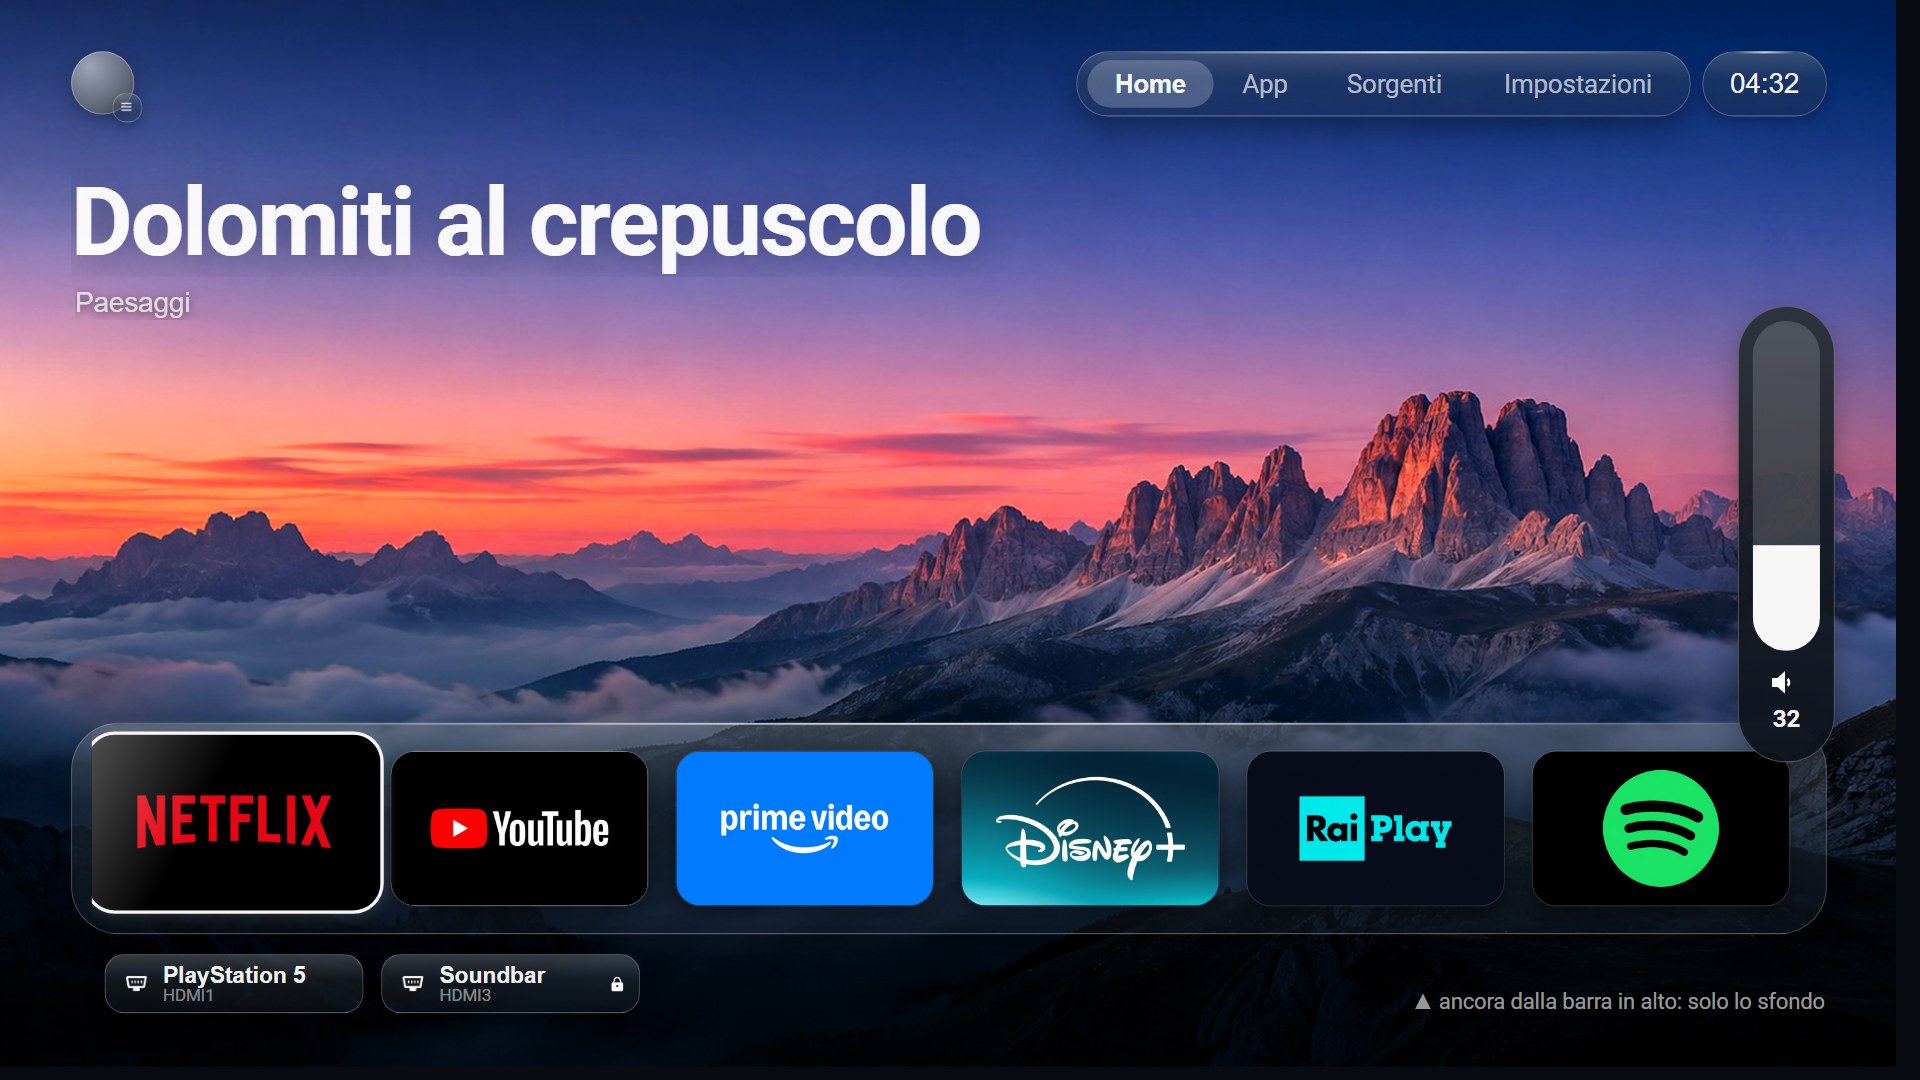 Home App Sorgenti Impostazioni 04:32
Dolomiti al crepuscolo
Paesaggi
32
NETFLIX
YouTube
prime video
Disney+
Rai Play
PlayStation 5
HDMI1
Soundbar
HDMI3
▲ ancora dalla barra in alto: solo lo sfondo